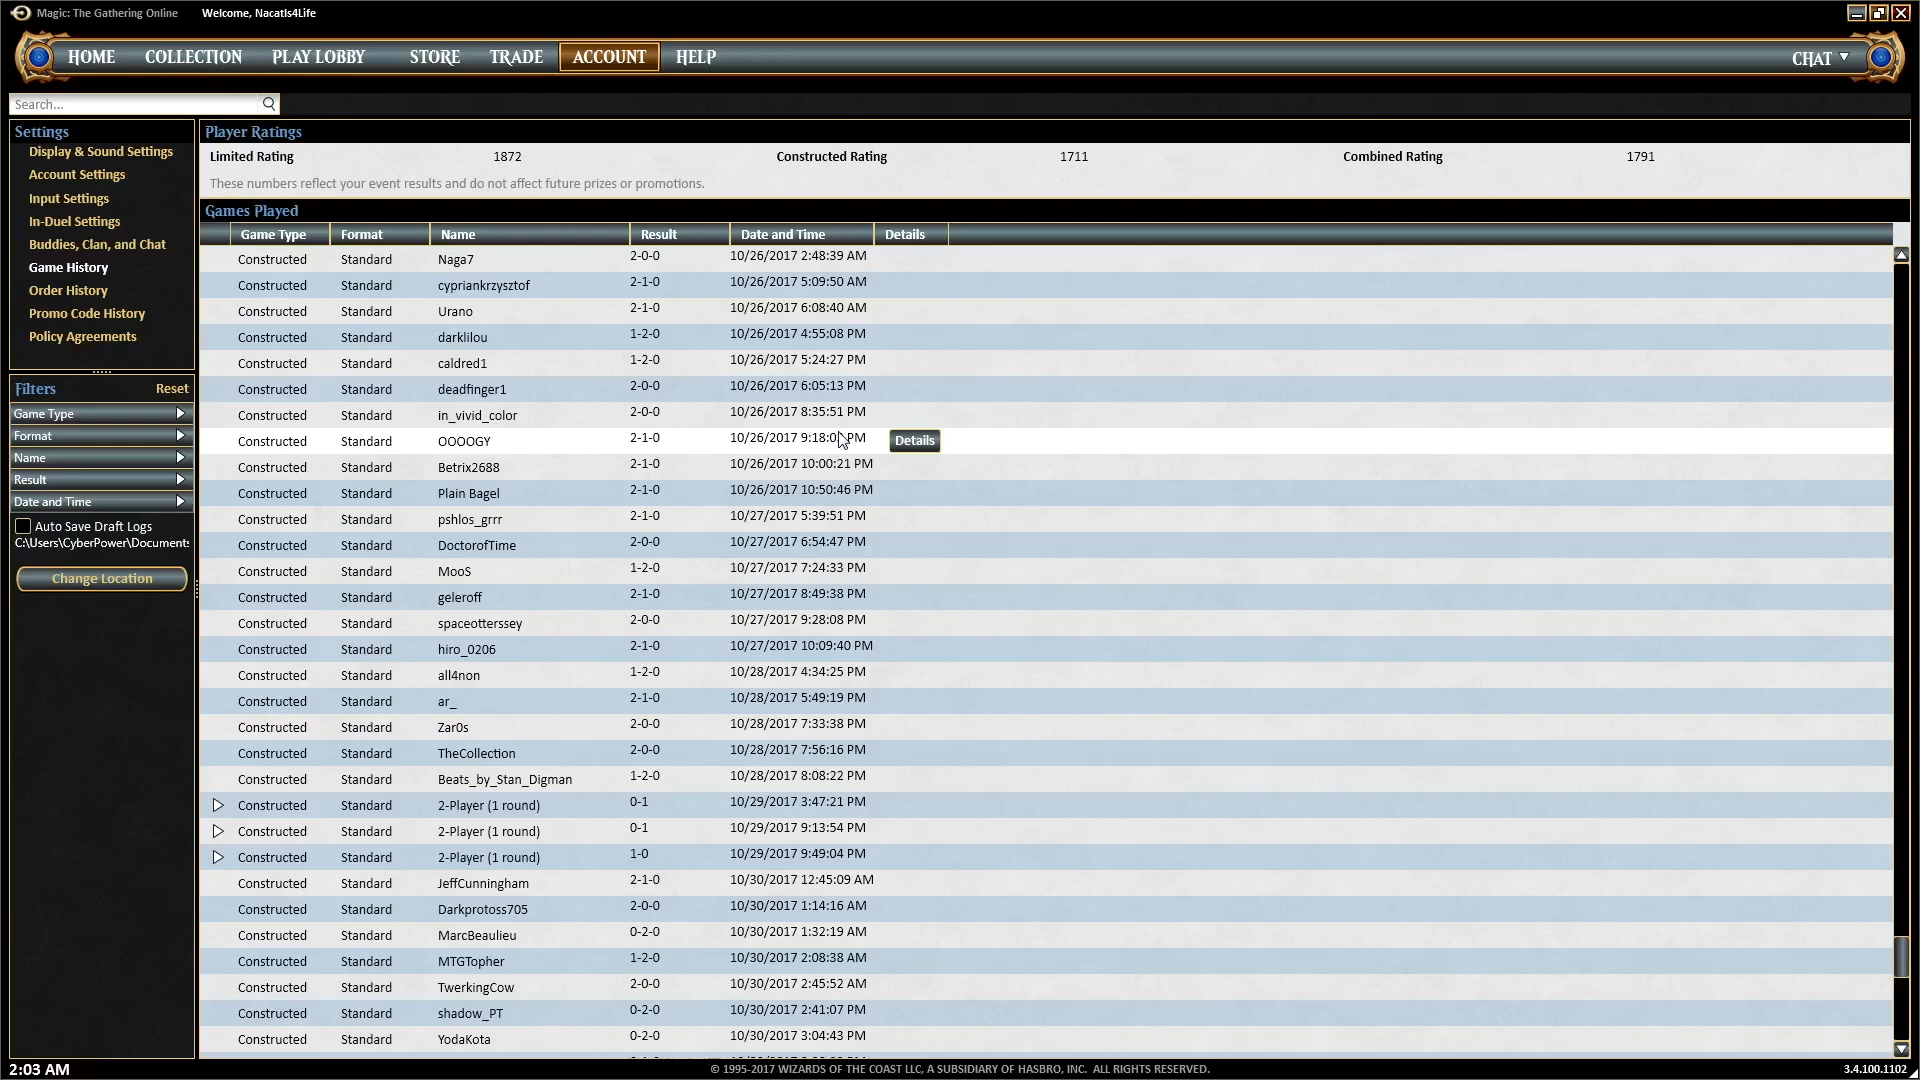 Magic: The Gathering Online Welcome, Nacatls4Life
HOME COLLECTION PLAY LOBBY STORE TRADE ACCOUNT HELP CHAT
Search...
Settings
Display & Sound Settings
Account Settings
Input Settings
In-Duel Settings
Buddies, Clan, and Chat
Game History
Order History
Promo Code History
Policy Agreements
Filters Reset
Game Type
Format
Name
Result
Date and Time
Auto Save Draft Logs
C:\Users\CyberPower\Documents
Change Location
Player Ratings
Limited Rating 1872 Constructed Rating 1711 Combined Rating 1791
These numbers reflect your event results and do not affect future prizes or promotions.
Games Played
Game Type Format Name Result Date and Time Details
Constructed Standard Naga7 2-0-0 10/26/2017 2:48:39 AM
Constructed Standard cypriankrzysztof 2-1-0 10/26/2017 5:09:50 AM
Constructed Standard Urano 2-1-0 10/26/2017 6:08:40 AM
Constructed Standard darklilou 1-2-0 10/26/2017 4:55:08 PM
Constructed Standard caldred1 1-2-0 10/26/2017 5:24:27 PM
Constructed Standard deadfinger1 2-0-0 10/26/2017 6:05:13 PM
Constructed Standard in_vivid_color 2-0-0 10/26/2017 8:35:51 PM
Constructed Standard OOOOGY 2-1-0 10/26/2017 9:18:0 PM Details
Constructed Standard Betrix2688 2-1-0 10/26/2017 10:00:21 PM
Constructed Standard Plain Bagel 2-1-0 10/26/2017 10:50:46 PM
Constructed Standard pshlos_grrr 2-1-0 10/27/2017 5:39:51 PM
Constructed Standard DoctorofTime 2-0-0 10/27/2017 6:54:47 PM
Constructed Standard MooS 1-2-0 10/27/2017 7:24:33 PM
Constructed Standard geleroff 2-1-0 10/27/2017 8:49:38 PM
Constructed Standard spaceotterssey 2-0-0 10/27/2017 9:28:08 PM
Constructed Standard hiro_0206 2-1-0 10/27/2017 10:09:40 PM
Constructed Standard all4non 1-2-0 10/28/2017 4:34:25 PM
Constructed Standard ar_ 2-1-0 10/28/2017 5:49:19 PM
Constructed Standard Zar0s 2-0-0 10/28/2017 7:33:38 PM
Constructed Standard TheCollection 2-0-0 10/28/2017 7:56:16 PM
Constructed Standard Beats_by_Stan_Digman 1-2-0 10/28/2017 8:08:22 PM
Constructed Standard 2-Player (1 round) 0-1 10/29/2017 3:47:21 PM
Constructed Standard 2-Player (1 round) 0-1 10/29/2017 9:13:54 PM
Constructed Standard 2-Player (1 round) 1-0 10/29/2017 9:49:04 PM
Constructed Standard JeffCunningham 2-1-0 10/30/2017 12:45:09 AM
Constructed Standard Darkprotoss705 2-0-0 10/30/2017 1:14:16 AM
Constructed Standard MarcBeaulieu 0-2-0 10/30/2017 1:32:19 AM
Constructed Standard MTGTopher 1-2-0 10/30/2017 2:08:38 AM
Constructed Standard TwerkingCow 2-0-0 10/30/2017 2:45:52 AM
Constructed Standard shadow_PT 0-2-0 10/30/2017 2:41:07 PM
Constructed Standard YodaKota 0-2-0 10/30/2017 3:04:43 PM
2:03 AM © 1995-2017 WIZARDS OF THE COAST LLC, A SUBSIDIARY OF HASBRO, INC. ALL RIGHTS RESERVED. 3.4.100.1102